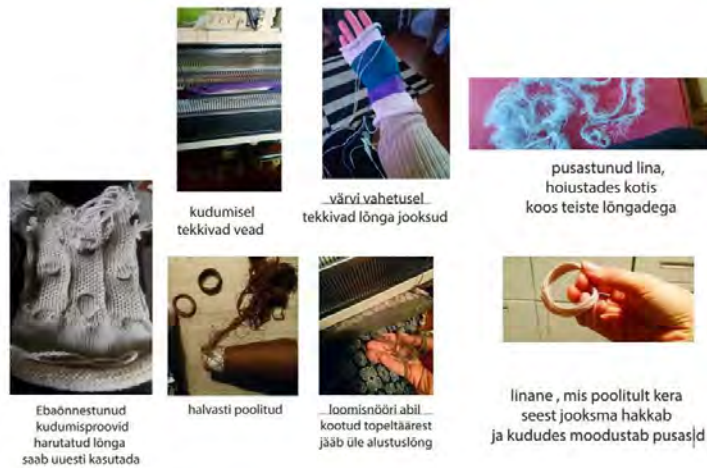 kudumisel
tekkivad vead
värvi vahetusel
tekkivad lõnga jooksud
pusastunud lina,
hoiustades kotis
koos teiste lõngadega
Ebaõnnestunud
kudumisproovid
harutatud lõnga
saab uuesti kasutada
halvasti poolitud
loomisnööri abil
kootud topeltäärest
jääb üle alustuslõng
linane , mis poolitult kera
seest jooksma hakkab
ja kududes moodustab pusasid